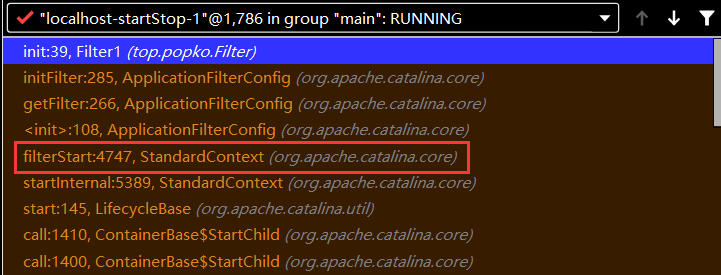 "localhost-startStop-1"@1,786 in group "main": RUNNING
init:39, Filter1 (top.popko.Filter)
initFilter:285, ApplicationFilterConfig (org.apache.catalina.core)
getFilter:266, ApplicationFilterConfig (org.apache.catalina.core)
<init>:108, ApplicationFilterConfig (org.apache.catalina.core)
filterStart:4747, StandardContext (org.apache.catalina.core)
startInternal:5389, StandardContext (org.apache.catalina.core)
start:145, LifecycleBase (org.apache.catalina.util)
call:1410, ContainerBase$StartChild (org.apache.catalina.core)
call:1400, ContainerBase$StartChild (org.apache.catalina.core)